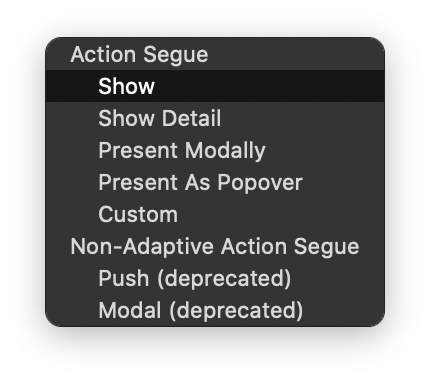 Action Segue
Show
Show Detail
Present Modally
Present As Popover
Custom
Non-Adaptive Action Segue
Push (deprecated)
Modal (deprecated)